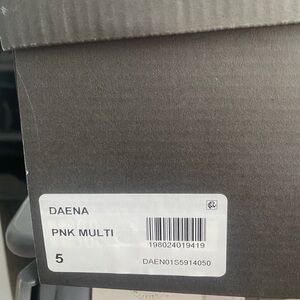 DAENA
PNK MULTI
198024019419
5
DAEN01S5914050